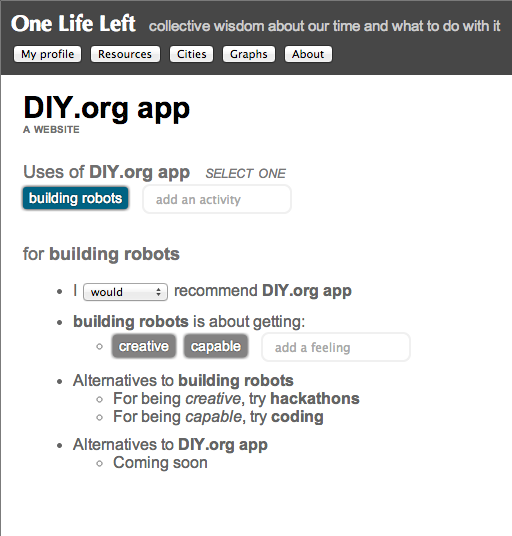 One Life Left collective wisdom about our time and what to do with it
My profile Resources Cities Graphs About
DIY.org app
A WEBSITE
Uses of DIY.org app SELECT ONE
building robots add an activity
for building robots
I would recommend DIY.org app
building robots is about getting:
creative capable add a feeling
Alternatives to building robots
For being creative, try hackathons
For being capable, try coding
Alternatives to DIY.org app
Coming soon